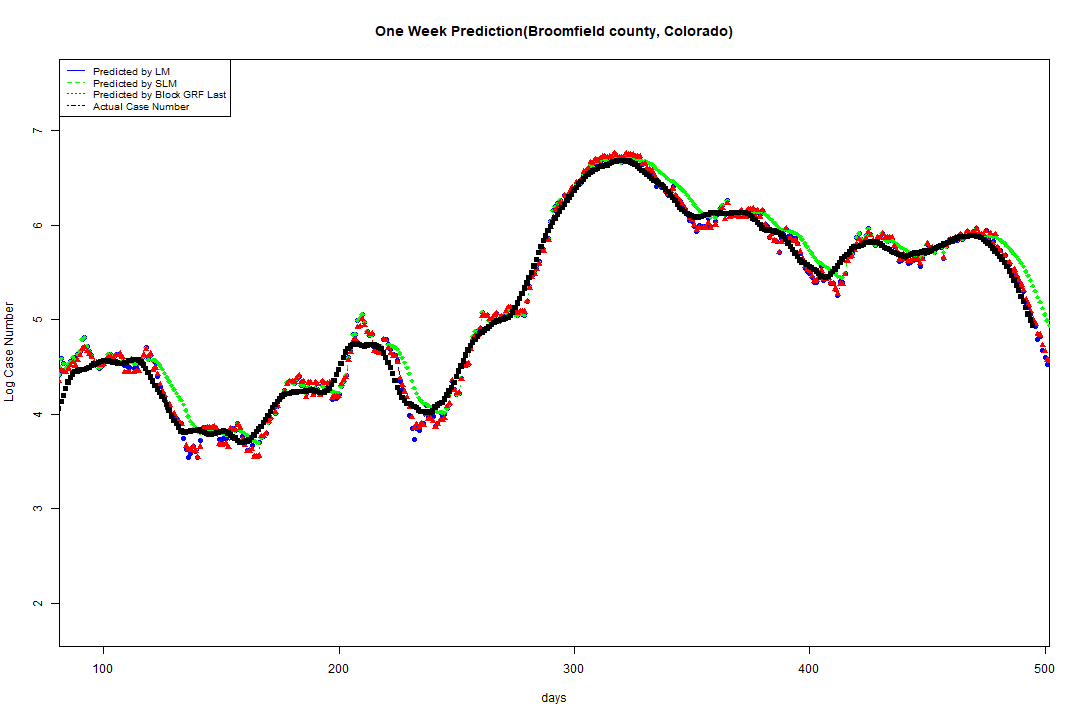 One Week Prediction(Broomfield county, Colorado)
Predicted by LM
Predicted by SLM
Predicted by Block GRF Last
Actual Case Number
7
6
5
4
3
2
Log Case Number
100 200 300 400 500
days